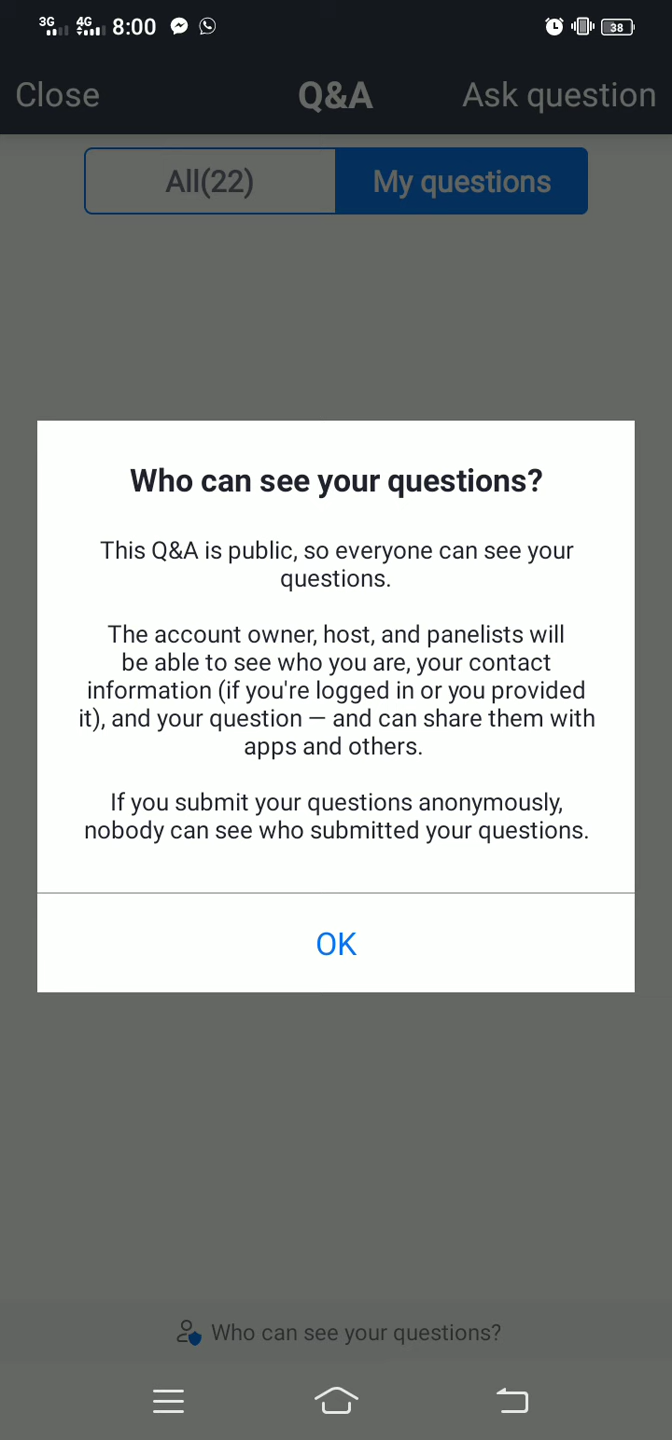 3G 4G 8:00 38
Close Q&A Ask question
All(22) My questions
Who can see your questions?
This Q&A is public, so everyone can see your
questions.
The account owner, host, and panelists will
be able to see who you are, your contact
information (if you're logged in or you provided
it), and your question — and can share them with
apps and others.
If you submit your questions anonymously,
nobody can see who submitted your questions.
OK
Who can see your questions?